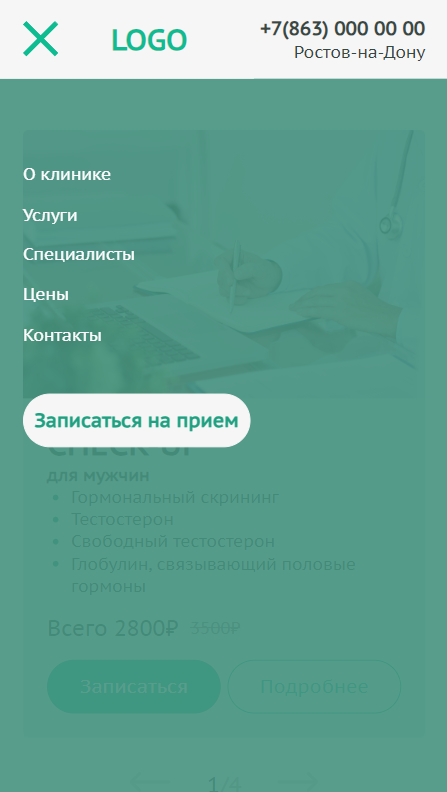 LOGO
+7(863) 000 00 00
Ростов-на-Дону
О клинике
Услуги
Специалисты
Цены
Контакты
Записаться на прием
CHECK-UP
для мужчин
• Гормональный скрининг
• Тестостерон
• Свободный тестостерон
• Глобулин, связывающий половые
гормоны
Всего 2800₽ 3500₽
Записаться
Подробнее
1/4